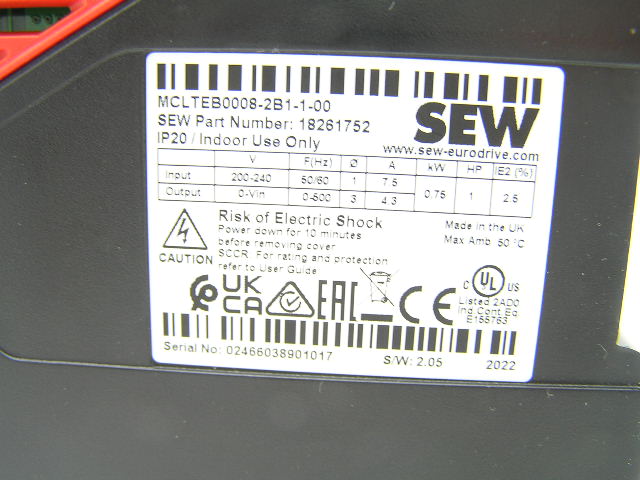 MCLTEB0008-2B1-1-00
SEW Part Number: 18261752
IP20 / Indoor Use Only
SEW
www.sew-eurodrive.com
V F(Hz) Ø A kW HP IE2 (%)
Input 200-240 50/60 1 7.5 0.75 1 2.5
Output 0-Vin 0-500 3 4.3
Risk of Electric Shock
Power down for 10 minutes
before removing cover
SCCR: For rating and protection
refer to User Guide
CAUTION
Made in the UK
Max Amb. 50 °C
UK
CA
EAC
CE
C UL US
Listed 2AD0
Ind.Cont.Eq
E155763
Serial No: 02466038901017 S/W: 2.05 2022